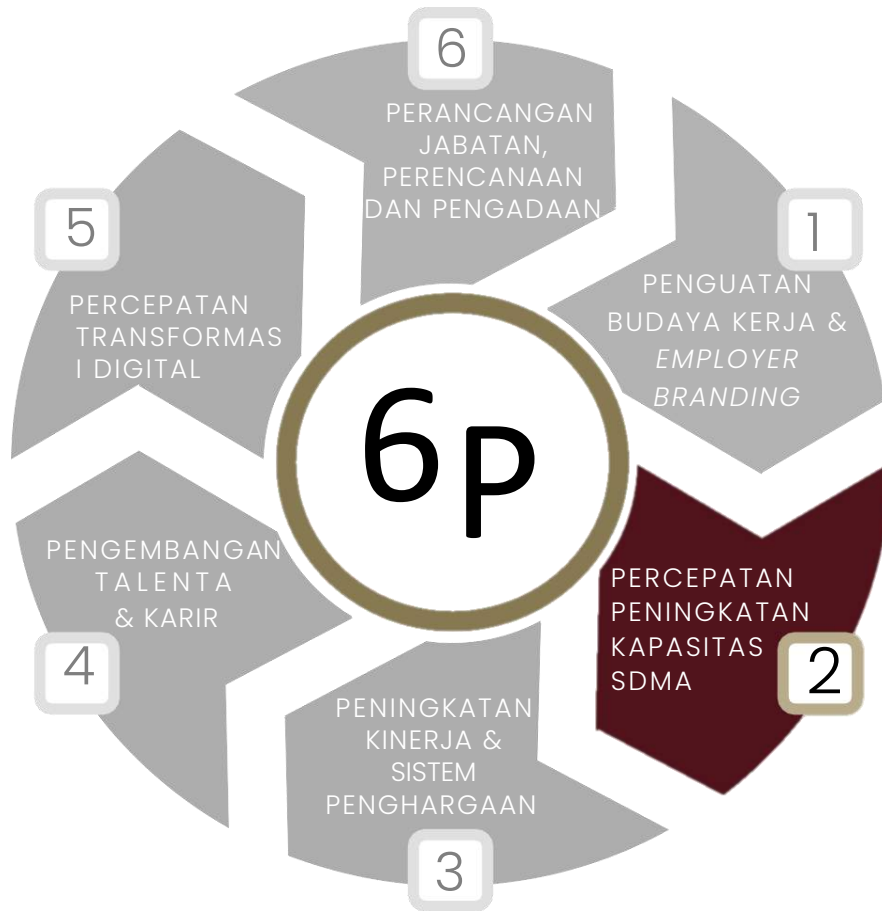 6
PERANCANGAN
JABATAN,
PERENCANAAN
DAN PENGADAAN
1
PENGUATAN
BUDAYA KERJA &
EMPLOYER
BRANDING
2
PERCEPATAN
PENINGKATAN
KAPASITAS
SDMA
3
PENINGKATAN
KINERJA &
SISTEM
PENGHARGAAN
4
PENGEMBANGAN
TALENTA
& KARIR
5
PERCEPATAN
TRANSFORMAS
I DIGITAL
6P